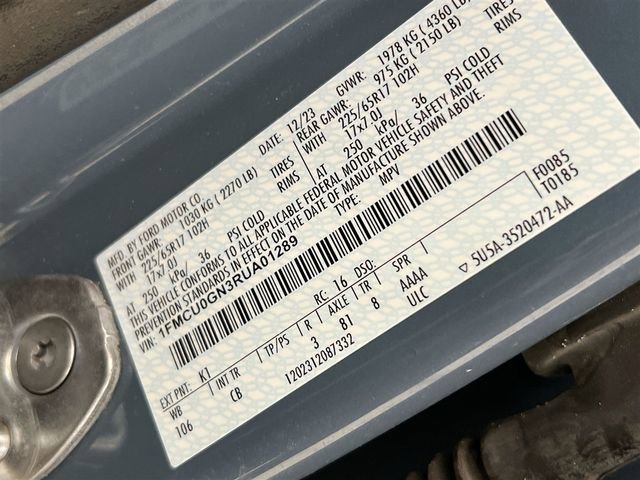 MFD. BY FORD MOTOR CO.
DATE: 12/23 GVWR: 1978 KG ( 4360 LB)
FRONT GAWR: 1030 KG ( 2270 LB) REAR GAWR: 975 KG ( 2150 LB)
WITH 225/65R17 102H TIRES WITH 225/65R17 102H TIRES
17x7.0J RIMS 17x7.0J RIMS
AT 250 kPa/ 36 PSI COLD AT 250 kPa/ 36 PSI COLD
THIS VEHICLE CONFORMS TO ALL APPLICABLE FEDERAL MOTOR VEHICLE SAFETY AND THEFT
PREVENTION STANDARDS IN EFFECT ON THE DATE OF MANUFACTURE SHOWN ABOVE.
VIN: 1FMCU0GN3RUA01289 TYPE: MPV
F0085
T0185
EXT PNT: K1 RC: 16 DSO:
WB INT TR TP/PS R AXLE TR SPR
106 CB 3 81 8 AAAA
1202312087332 ULC
5U5A-3520472-AA